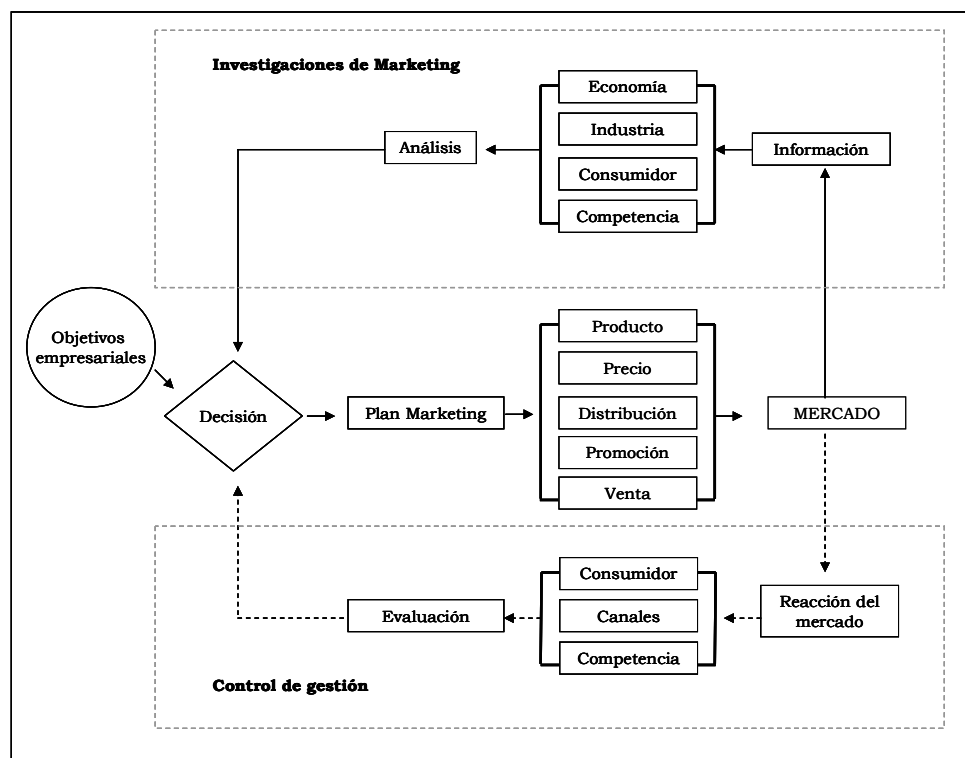 Investigaciones de Marketing
Economía
Industria
Consumidor
Competencia
Análisis
Información
Objetivos
empresariales
Decisión
Plan Marketing
Producto
Precio
Distribución
Promoción
Venta
MERCADO
Consumidor
Canales
Competencia
Evaluación
Reacción del
mercado
Control de gestión